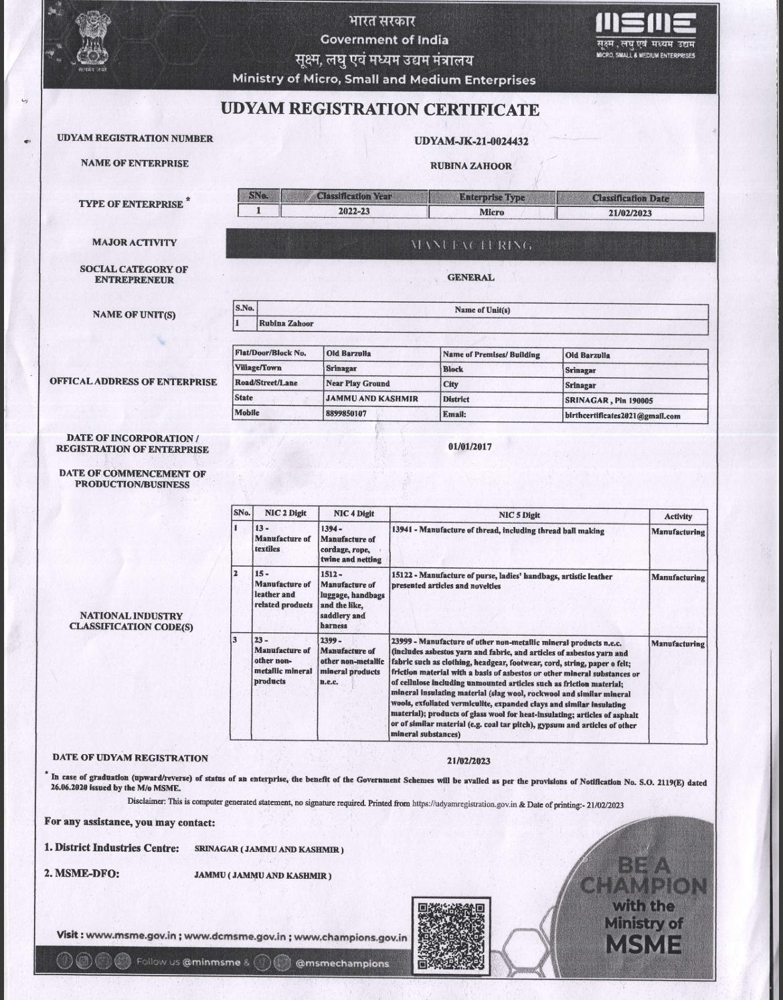 भारत सरकार
Government of India
सूक्ष्म, लघु एवं मध्यम उद्यम मंत्रालय
Ministry of Micro, Small and Medium Enterprises
सत्यमेव जयते
MSME
सूक्ष्म, लघु एवं मध्यम उद्यम
MICRO, SMALL & MEDIUM ENTERPRISES
UDYAM REGISTRATION CERTIFICATE
UDYAM REGISTRATION NUMBER UDYAM-JK-21-0024432
NAME OF ENTERPRISE RUBINA ZAHOOR
TYPE OF ENTERPRISE *
SNo. Classification Year Enterprise Type Classification Date
1 2022-23 Micro 21/02/2023
MAJOR ACTIVITY MANUFACTURING
SOCIAL CATEGORY OF
ENTREPRENEUR
GENERAL
NAME OF UNIT(S)
S.No. Name of Unit(s)
1 Rubina Zahoor
OFFICAL ADDRESS OF ENTERPRISE
Flat/Door/Block No. Old Barzulla Name of Premises/ Building Old Barzulla
Village/Town Srinagar Block Srinagar
Road/Street/Lane Near Play Ground City Srinagar
State JAMMU AND KASHMIR District SRINAGAR , Pin 190005
Mobile 8899850107 Email: birthcertificates2021@gmail.com
DATE OF INCORPORATION /
REGISTRATION OF ENTERPRISE
01/01/2017
DATE OF COMMENCEMENT OF
PRODUCTION/BUSINESS
NATIONAL INDUSTRY
CLASSIFICATION CODE(S)
SNo. NIC 2 Digit NIC 4 Digit NIC 5 Digit Activity
1
13 -
Manufacture of
textiles
1394 -
Manufacture of
cordage, rope,
twine and netting
13941 - Manufacture of thread, including thread ball making
Manufacturing
2
15 -
Manufacture of
leather and
related products
1512 -
Manufacture of
luggage, handbags
and the like,
saddlery and
harness
15122 - Manufacture of purse, ladies' handbags, artistic leather
presented articles and novelties
Manufacturing
3
23 -
Manufacture of
other non-
metallic mineral
products
2399 -
Manufacture of
other non-metallic
mineral products
n.e.c.
23999 - Manufacture of other non-metallic mineral products n.e.c.
(includes asbestos yarn and fabric, and articles of asbestos yarn and
fabric such as clothing, headgear, footwear, cord, string, paper o felt;
friction material with a basis of asbestos or other mineral substances or
of cellulose including unmounted articles such as friction material;
mineral insulating material (slag wool, rockwool and similar mineral
wools, exfoliated vermiculite, expanded clays and similar insulating
material); products of glass wool for heat-insulating; articles of asphalt
or of similar material (e.g. coal tar pitch), gypsum and articles of other
mineral substances)
Manufacturing
DATE OF UDYAM REGISTRATION 21/02/2023
* In case of graduation (upward/reverse) of status of an enterprise, the benefit of the Government Schemes will be availed as per the provisions of Notification No. S.O. 2119(E) dated
26.06.2020 issued by the M/o MSME.
Disclaimer: This is computer generated statement, no signature required. Printed from https://udyamregistration.gov.in & Date of printing:- 21/02/2023
For any assistance, you may contact:
1. District Industries Centre: SRINAGAR ( JAMMU AND KASHMIR )
2. MSME-DFO: JAMMU ( JAMMU AND KASHMIR )
Visit : www.msme.gov.in ; www.dcmsme.gov.in ; www.champions.gov.in
Follow us @minmsme & @msmechampions
BE A
CHAMPION
with the
Ministry of
MSME